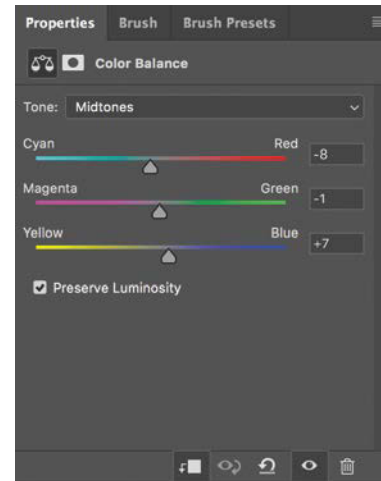 Properties Brush Brush Presets
Color Balance
Tone: Midtones
Cyan Red -8
Magenta Green -1
Yellow Blue +7
Preserve Luminosity